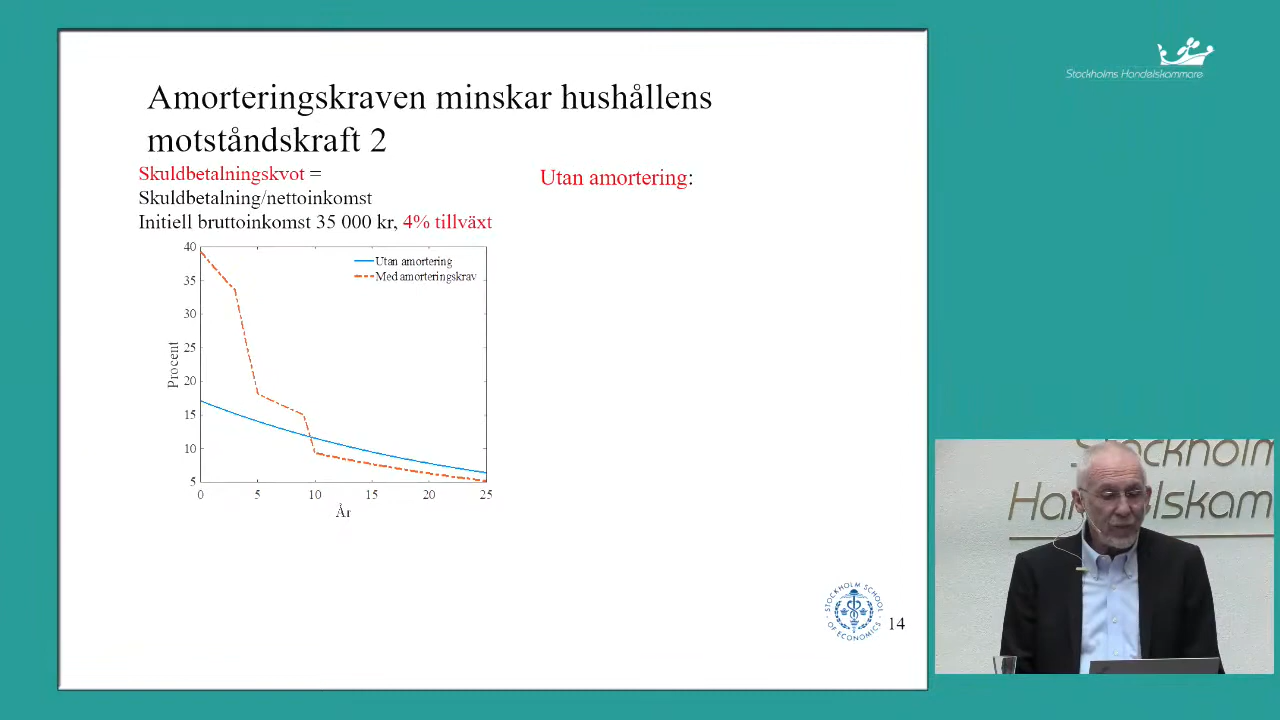 Stockholms Handelskammare
Amorteringskraven minskar hushållens
motståndskraft 2
Skuldbetalningskvot =
Skuldbetalning/nettoinkomst
Initiell bruttoinkomst 35 000 kr, 4% tillväxt
Utan amortering:
40
35
30
25
20
15
10
5
Procent
Utan amortering
Med amorteringskrav
0 5 10 15 20 25
År
STOCKHOLM SCHOOL
OF ECONOMICS
14
Stockholm
Handelskam